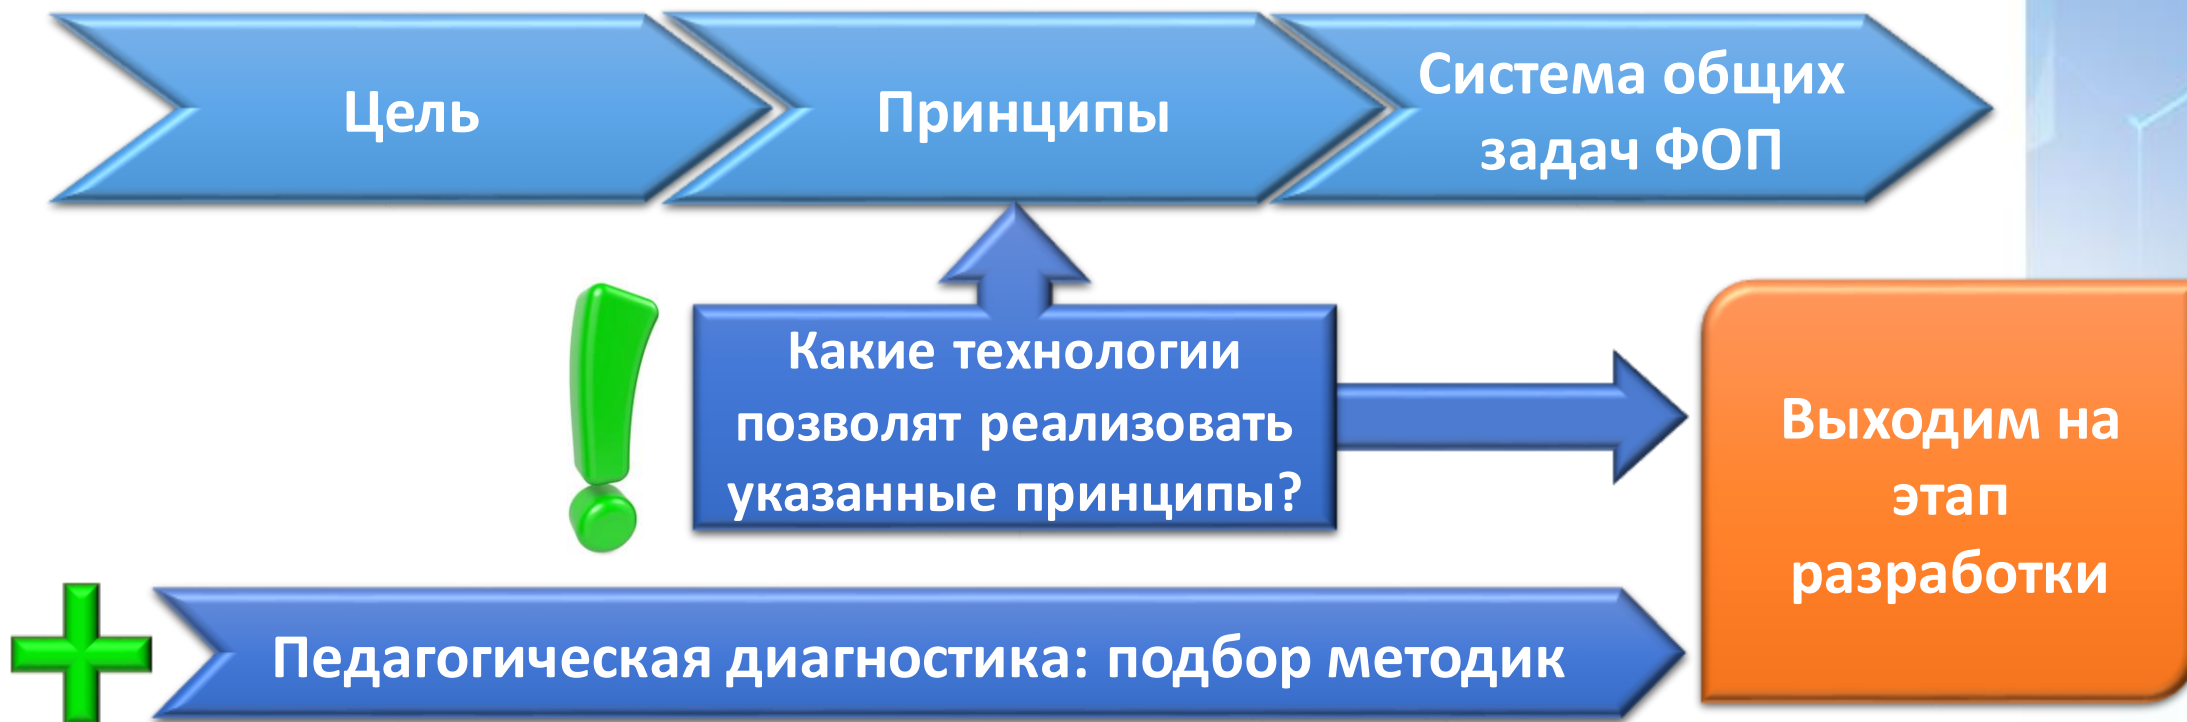 Цель
Принципы
Система общих
задач ФОП
Какие технологии
позволят реализовать
указанные принципы?
Выходим на
этап
разработки
Педагогическая диагностика: подбор методик